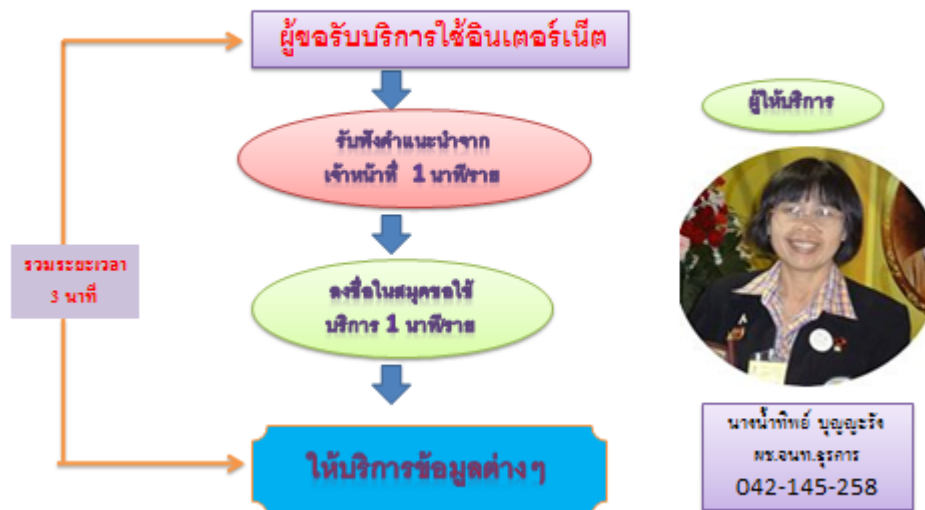 ผู้ขอรับบริการใช้อินเตอร์เน็ต
รับฟังคำแนะนำจาก
เจ้าหน้าที่ 1 นาที/ราย
ลงชื่อในสมุดขอใช้
บริการ 1 นาที/ราย
ให้บริการข้อมูลต่างๆ
รวมระยะเวลา
3 นาที
ผู้ให้บริการ
นางน้ำทิพย์ บุญญะรัง
ผช.จนท.ธุรการ
042-145-258